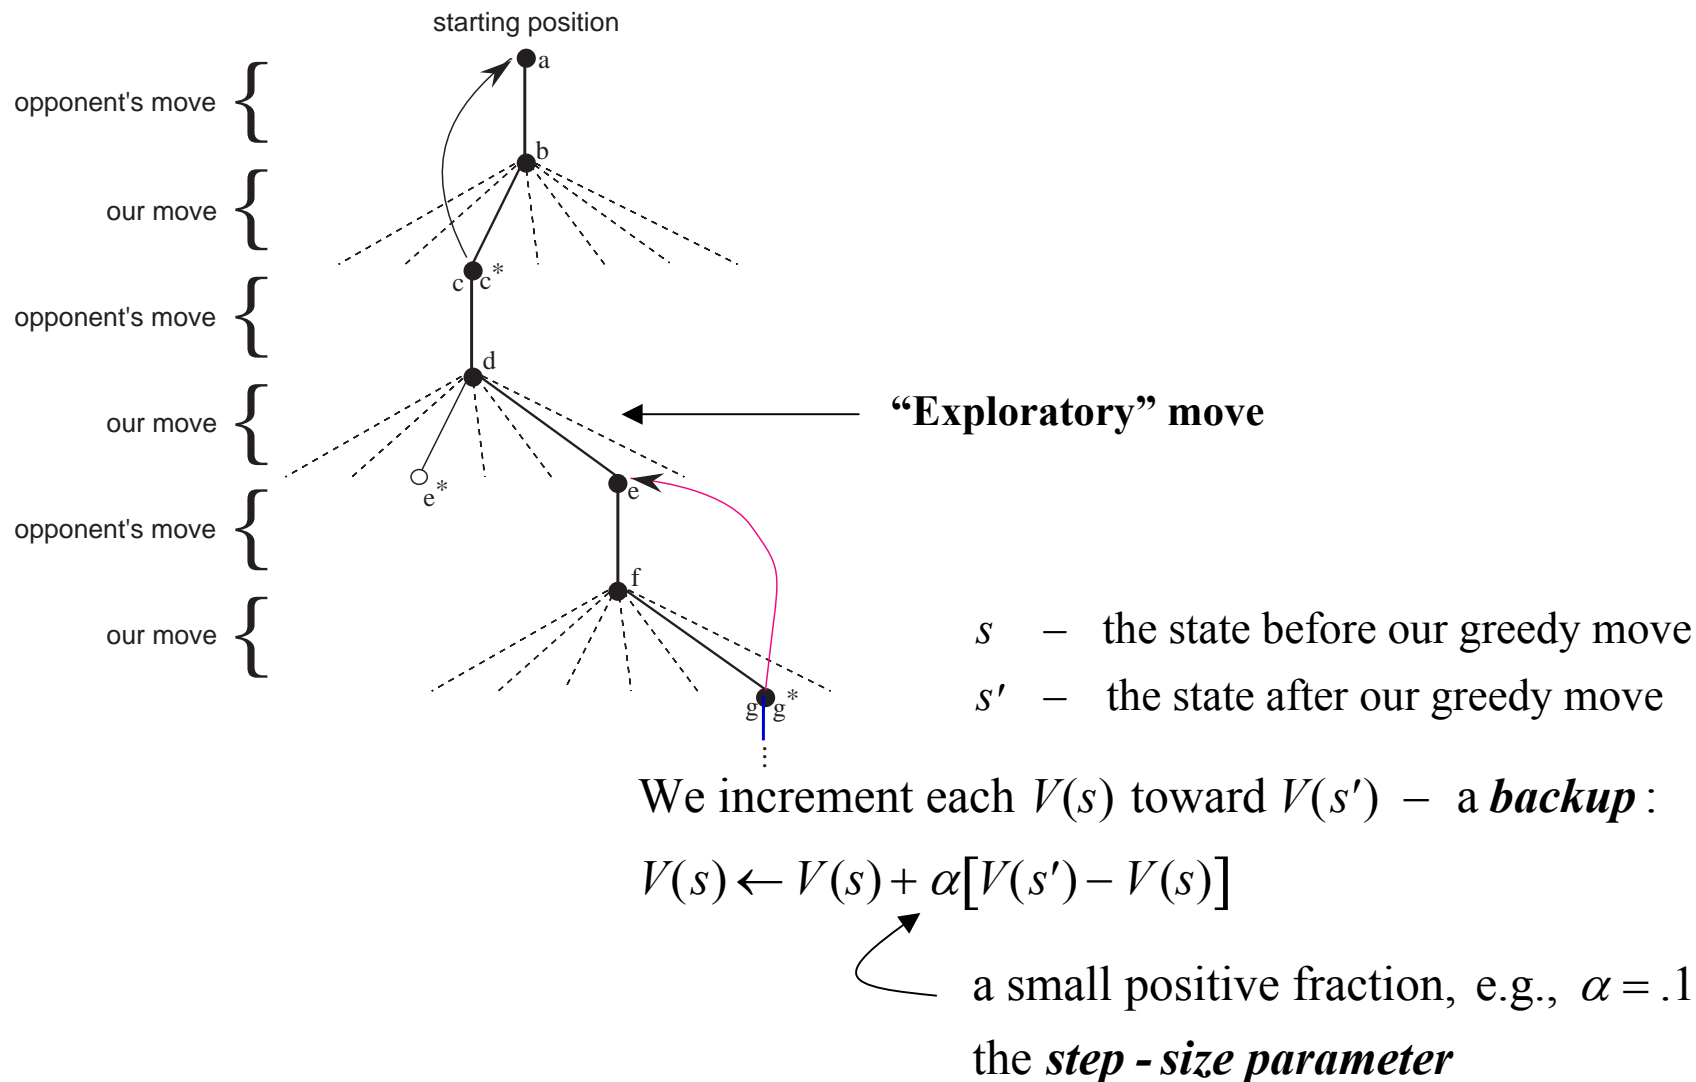 starting position
a
opponent's move {
b
our move {
c c*
opponent's move {
d
our move {
“Exploratory” move
e*
e
opponent's move {
f
our move {
s – the state before our greedy move
g g*
s′ – the state after our greedy move
⋮
We increment each V(s) toward V(s′) – a backup :
V(s) ← V(s) + α[V(s′) – V(s)]
a small positive fraction, e.g., α = .1
the step - size parameter